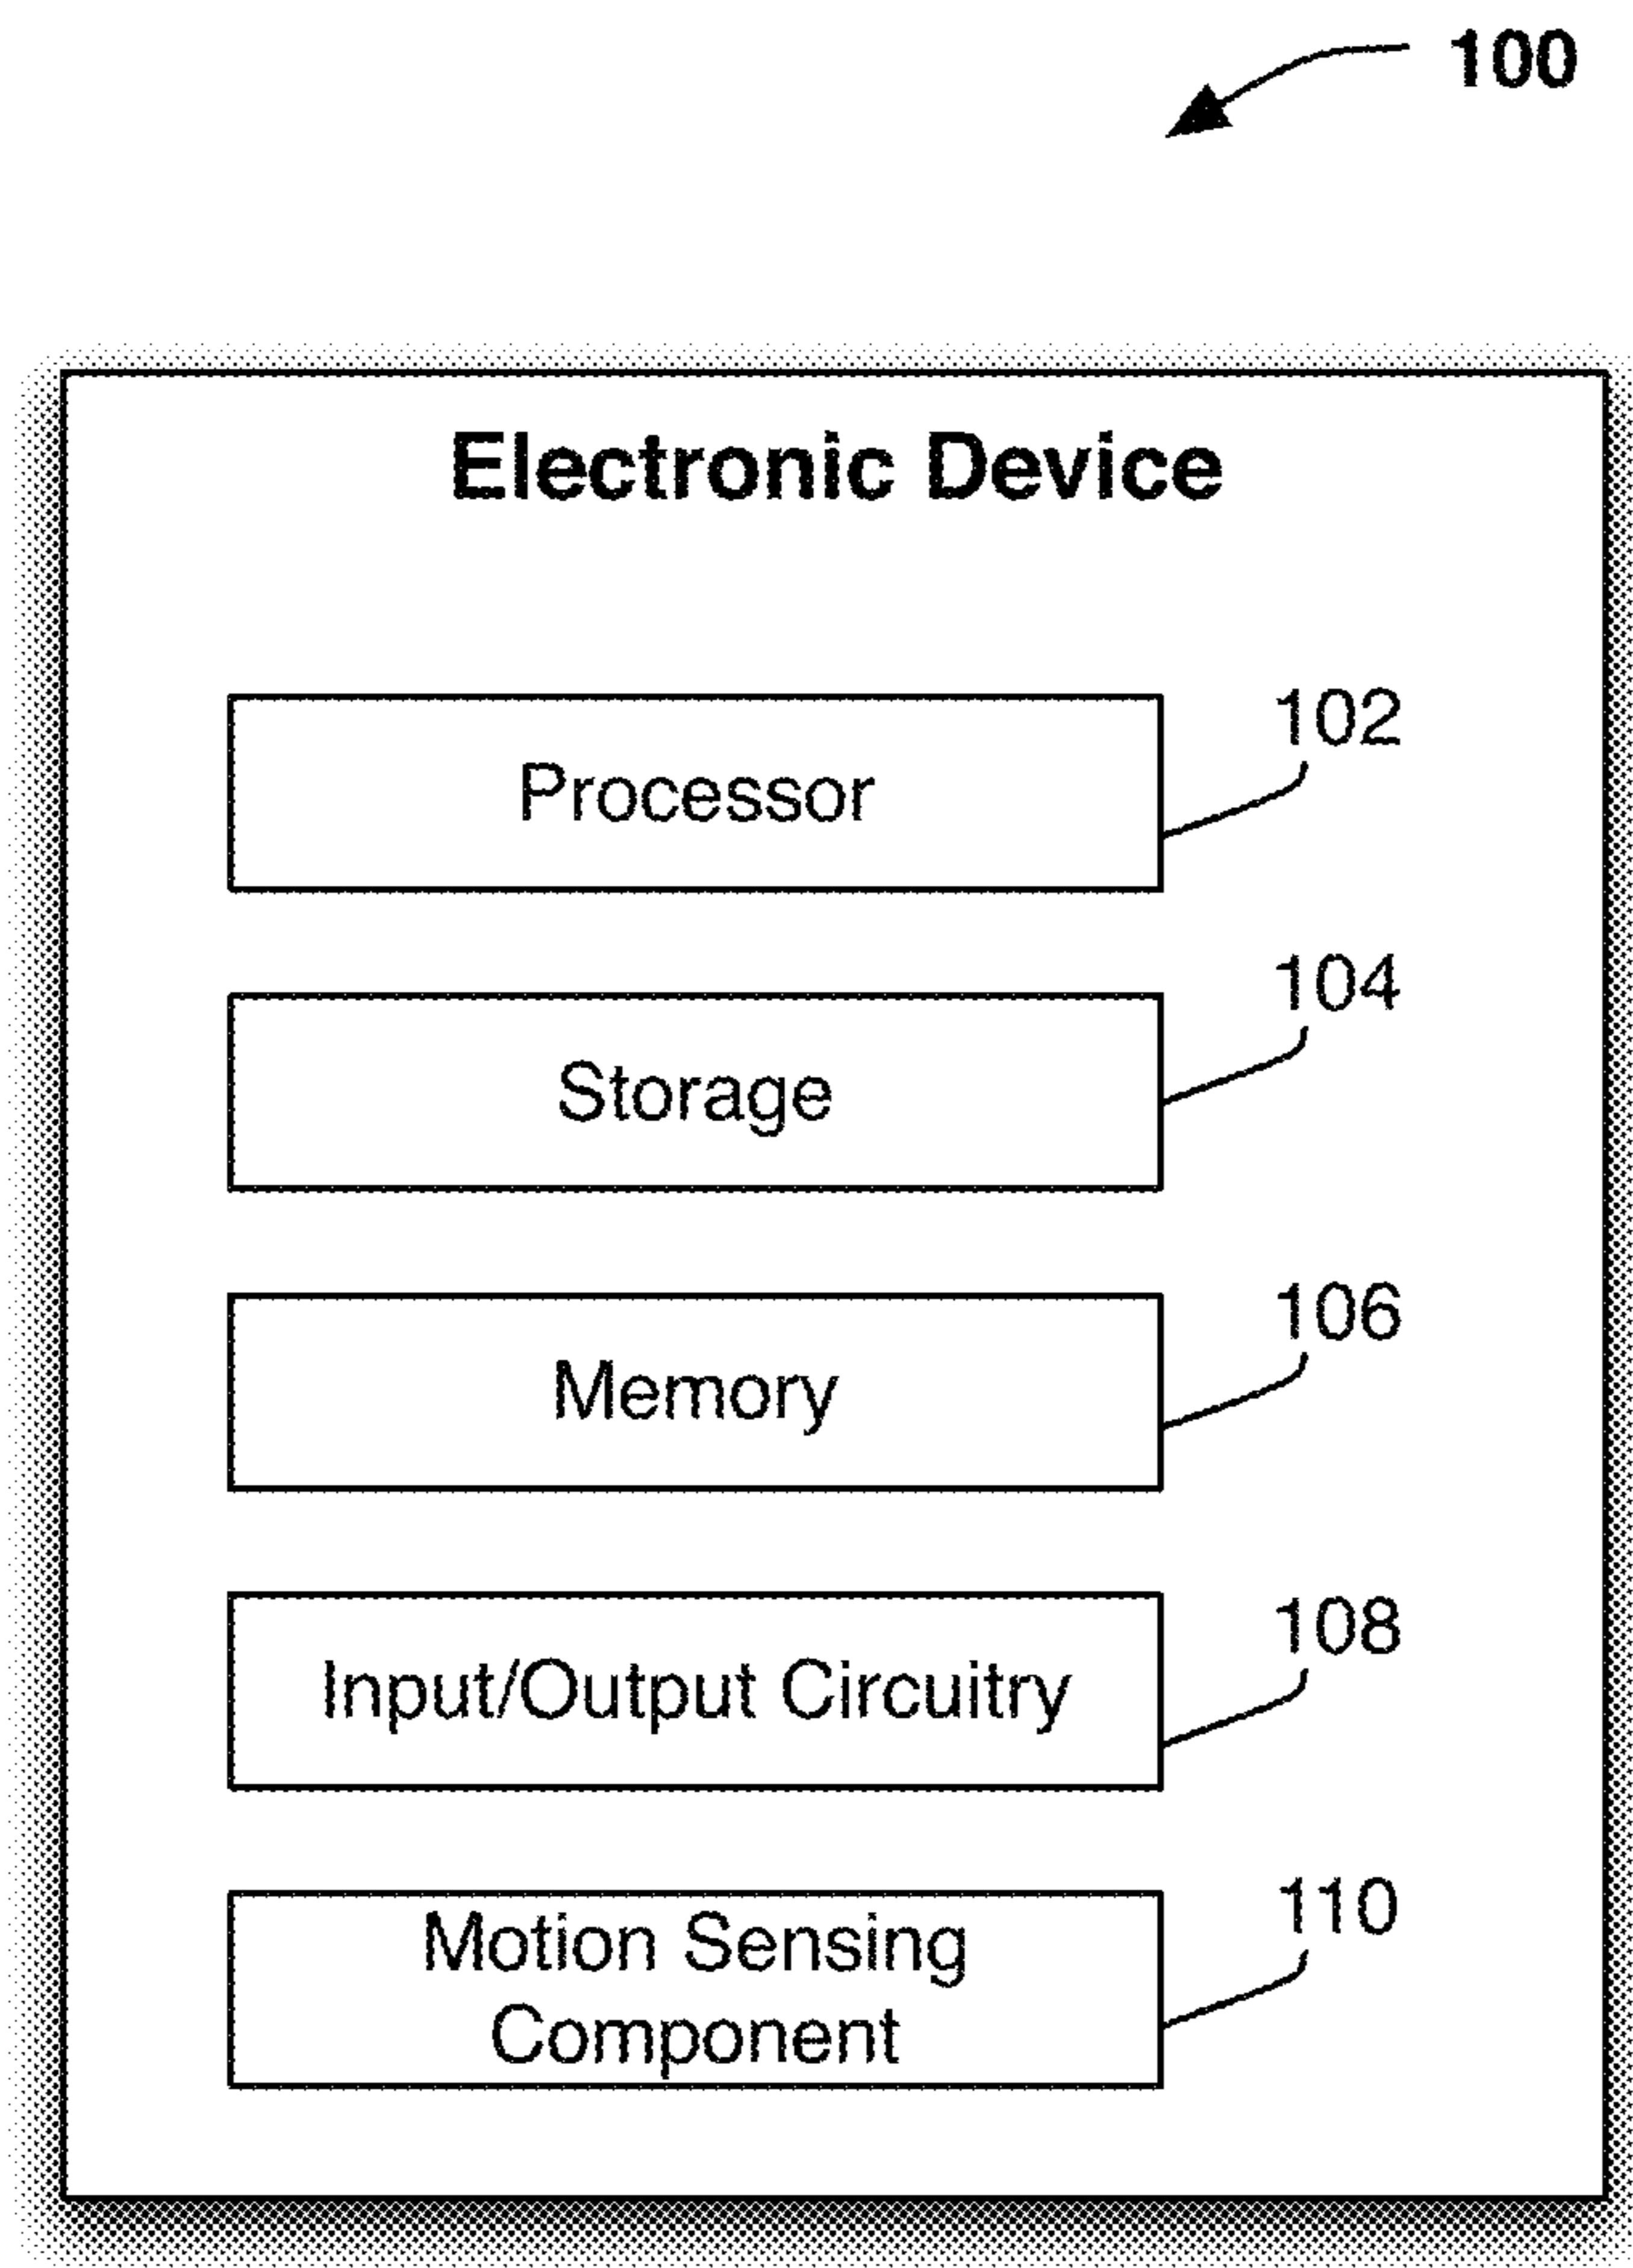 100
Electronic Device
102
Processor
104
Storage
106
Memory
108
Input/Output Circuitry
110
Motion Sensing
Component